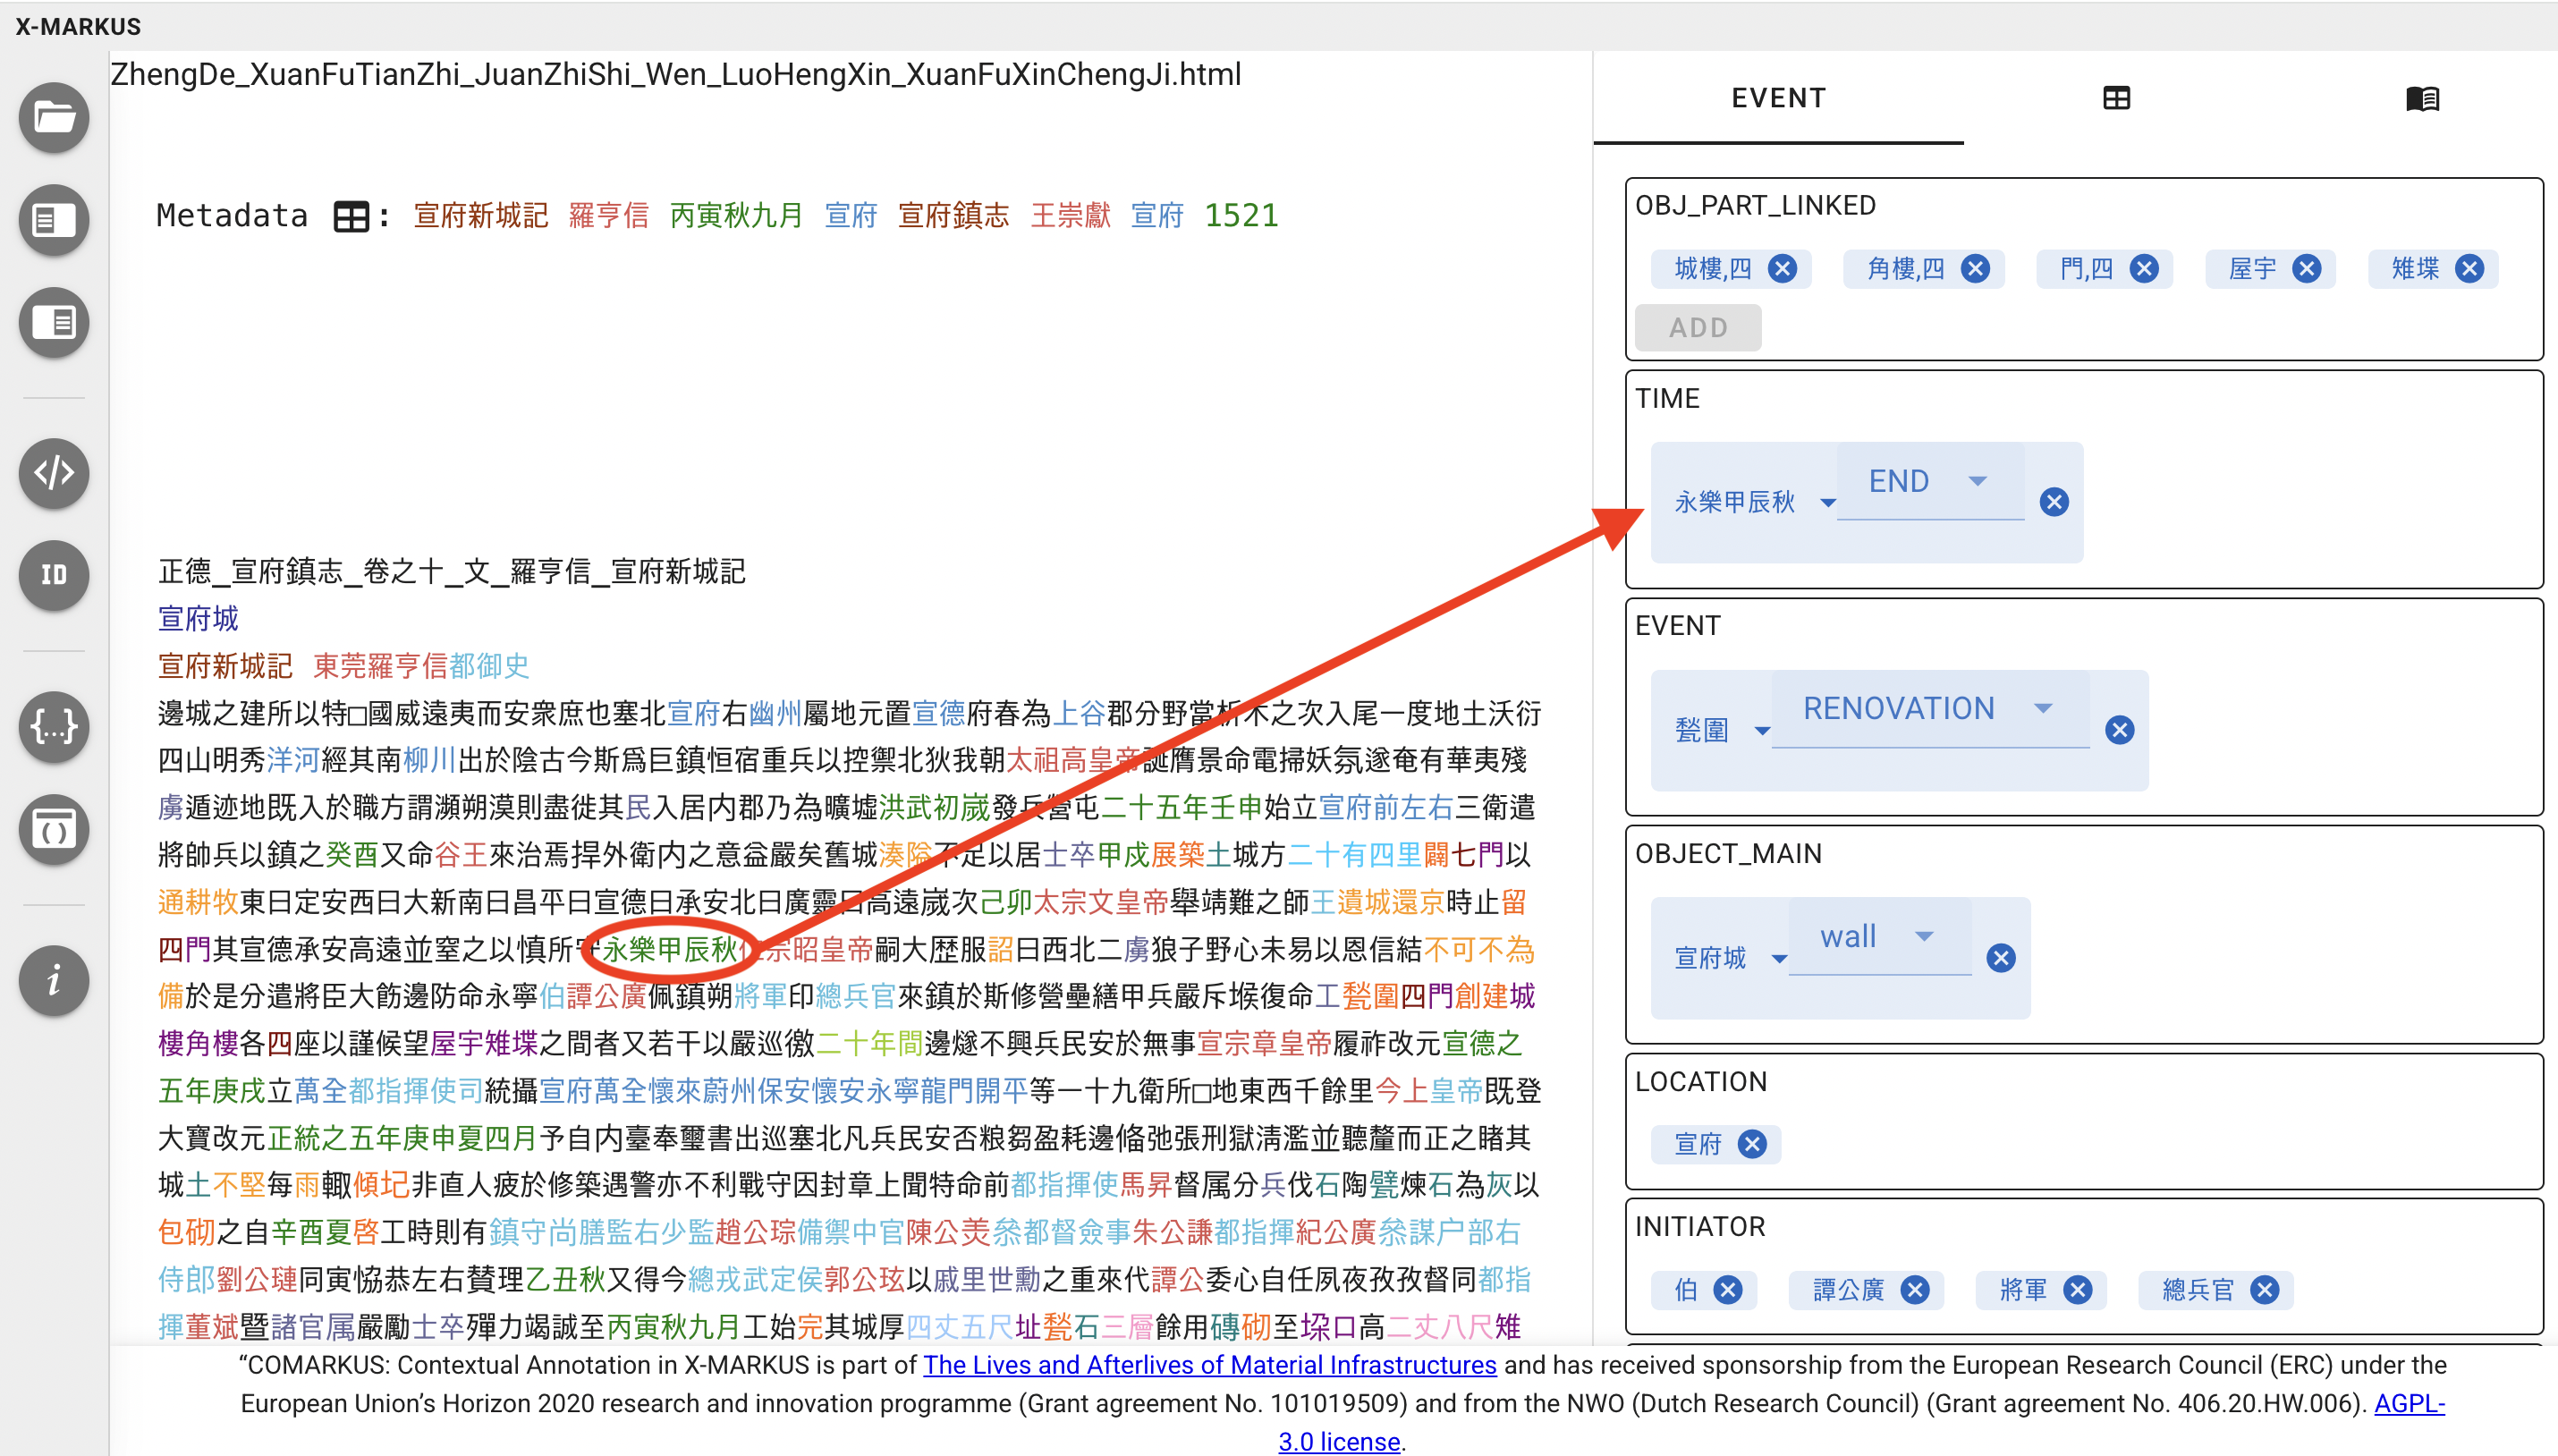 X-MARKUS
ZhengDe_XuanFuTianZhi_JuanZhiShi_Wen_LuoHengXin_XuanFuXinChengJi.html
Metadata : 宣府新城記 羅亨信 丙寅秋九月 宣府 宣府鎮志 王崇獻 宣府 1521
正德_宣府鎮志_卷之十_文_羅亨信_宣府新城記
宣府城
宣府新城記 東莞羅亨信都御史
邊城之建所以特□國威遠夷而安衆庶也塞北宣府右幽州屬地元置宣德府春為上谷郡分野當析木之次入尾一度地土沃衍
四山明秀洋河經其南柳川出於陰古今斯爲巨鎮恒宿重兵以控禦北狄我朝太祖高皇帝誕膺景命電掃妖氛遂奄有華夷殘
虜遁迹地既入於職方謂瀕朔漠則盡徙其民入居内郡乃為曠墟洪武初崴發兵營屯二十五年壬申始立宣府前左右三衛遣
將帥兵以鎮之癸酉又命谷王來治焉捍外衛内之意益嚴矣舊城湊隘不足以居士卒甲戍展築土城方二十有四里闢七門以
通耕牧東日定安西日大新南日昌平日宣德日承安北日廣靈日高遠崴次己卯太宗文皇帝舉靖難之師王遺城還京時止留
四門其宣德承安高遠並窒之以慎所守永樂甲辰秋仁宗昭皇帝嗣大歴服詔日西北二虜狼子野心未易以恩信結不可不為
備於是分遣將臣大飭邊防命永寧伯譚公廣佩鎮朔將軍印總兵官來鎮於斯修營壘繕甲兵嚴斥堠復命工甃圍四門創建城
樓角樓各四座以謹候望屋宇雉堞之間者又若干以嚴巡徼二十年間邊燧不興兵民安於無事宣宗章皇帝履祚改元宣德之
五年庚戌立萬全都指揮使司統攝宣府萬全懷來蔚州保安懷安永寧龍門開平等一十九衛所□地東西千餘里今上皇帝既登
大寶改元正統之五年庚申夏四月予自内臺奉璽書出巡塞北凡兵民安否粮芻盈耗邊俻弛張刑獄清濫並聽釐而正之睹其
城土不堅每雨輙傾圮非直人疲於修築遇警亦不利戰守因封章上聞特命前都指揮使馬昇督属分兵伐石陶甓煉石為灰以
包砌之自辛酉夏啓工時則有鎮守尚膳監右少監趙公琮備禦中官陳公羙叅都督僉事朱公謙都指揮紀公廣叅謀户部右
侍郎劉公璉同寅恊恭左右賛理乙丑秋又得今總戎武定侯郭公玹以戚里世勳之重來代譚公委心自任夙夜孜孜督同都指
揮董斌暨諸官属嚴勵士卒殫力竭誠至丙寅秋九月工始完其城厚四丈五尺址甃石三層餘用磚砌至垜口高二丈八尺雉
EVENT
OBJ_PART_LINKED
城樓,四 角樓,四 門,四 屋宇 雉堞
ADD
TIME
永樂甲辰秋 END
EVENT
甃圍 RENOVATION
OBJECT_MAIN
宣府城 wall
LOCATION
宣府
INITIATOR
伯 譚公廣 將軍 總兵官
“COMARKUS: Contextual Annotation in X-MARKUS is part of The Lives and Afterlives of Material Infrastructures and has received sponsorship from the European Research Council (ERC) under the
European Union’s Horizon 2020 research and innovation programme (Grant agreement No. 101019509) and from the NWO (Dutch Research Council) (Grant agreement No. 406.20.HW.006). AGPL-
3.0 license.
ID